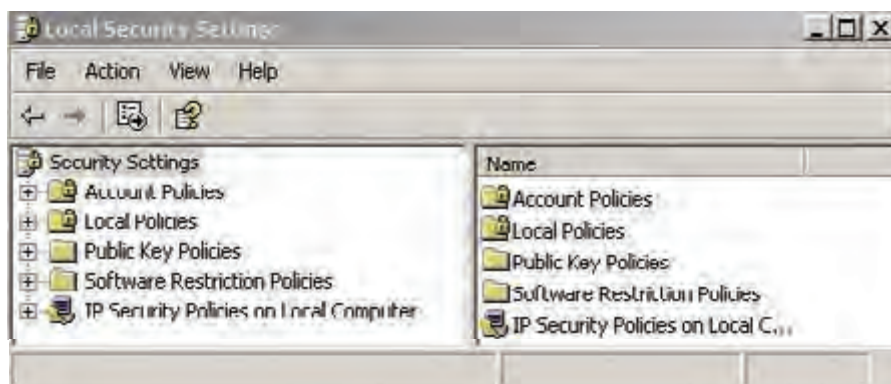 Local Security Settings
File Action View Help
Security Settings
Account Policies
Local Policies
Public Key Policies
Software Restriction Policies
IP Security Policies on Local Computer
Name
Account Policies
Local Policies
Public Key Policies
Software Restriction Policies
IP Security Policies on Local C...